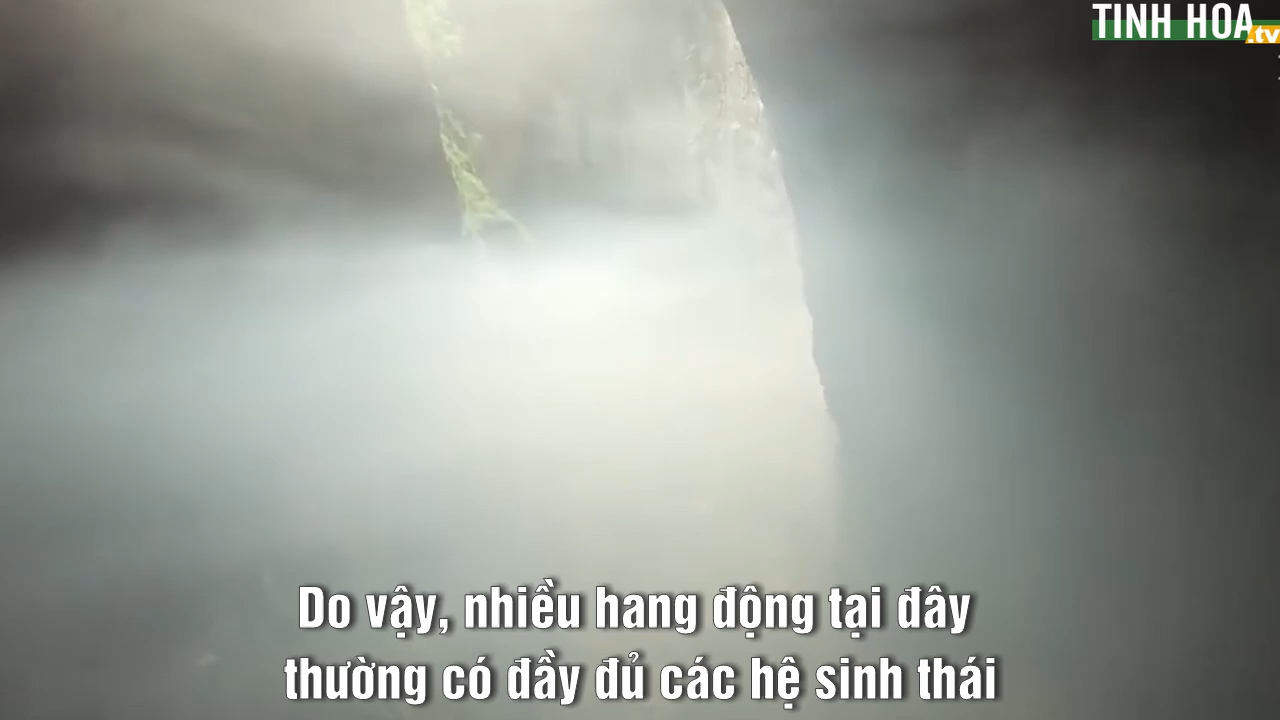 TINH HOA
.tv
Do vậy, nhiều hang động tại đây
thường có đầy đủ các hệ sinh thái